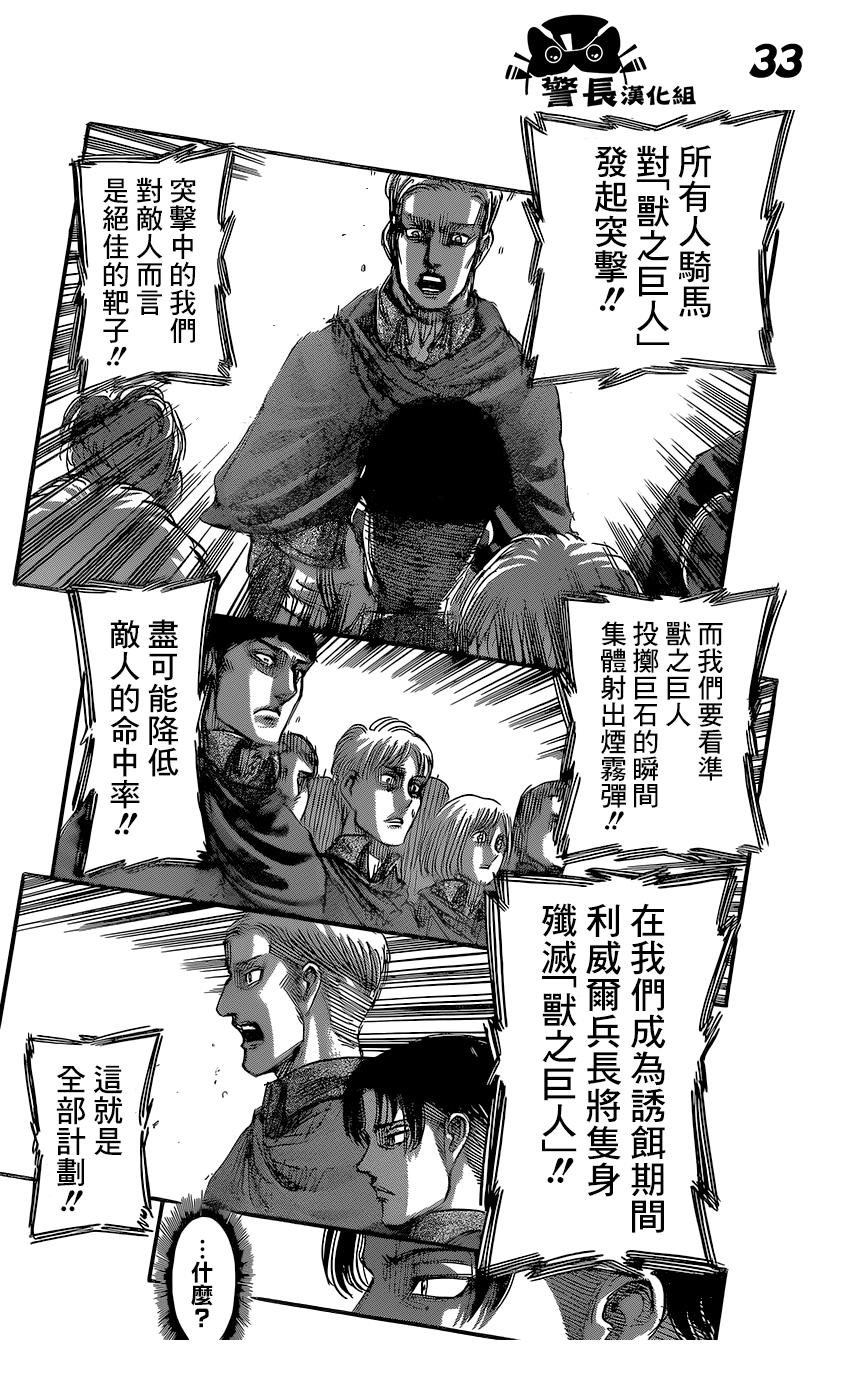 警長漢化組
33
所有人騎馬
對「獸之巨人」
發起突擊!!
突擊中的我們
對敵人而言
是絕佳的靶子!!
而我們要看準
獸之巨人
投擲巨石的瞬間
集體射出煙霧彈!!
盡可能降低
敵人的命中率!!
在我們成為誘餌期間
利威爾兵長將隻身
殲滅「獸之巨人」!!
這就是
全部計劃!!
…什麼?